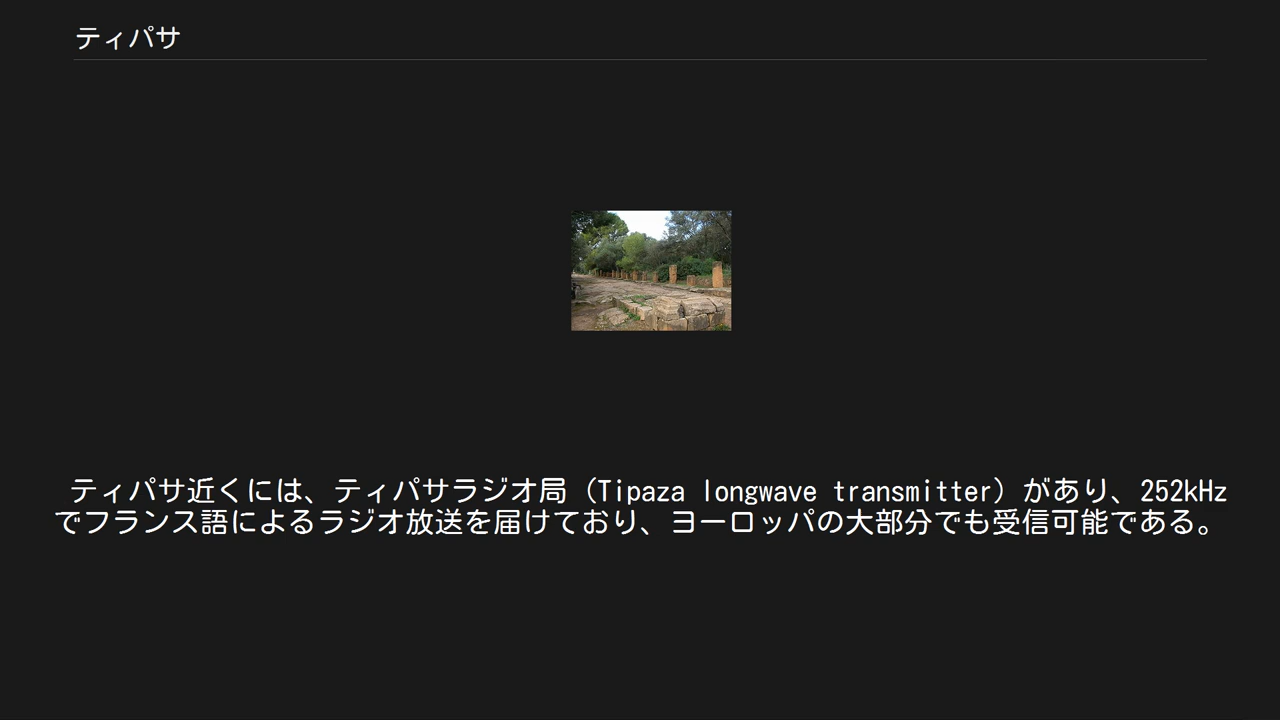 ティパサ
ティパサ近くには、ティパサラジオ局（Tipaza longwave transmitter）があり、252kHz
でフランス語によるラジオ放送を届けており、ヨーロッパの大部分でも受信可能である。